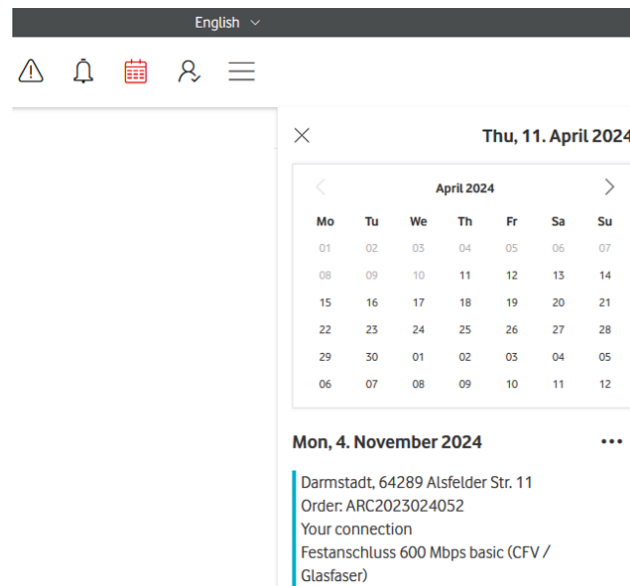 English
Thu, 11. April 2024
April 2024
Mo Tu We Th Fr Sa Su
01 02 03 04 05 06 07
08 09 10 11 12 13 14
15 16 17 18 19 20 21
22 23 24 25 26 27 28
29 30 01 02 03 04 05
06 07 08 09 10 11 12
Mon, 4. November 2024
Darmstadt, 64289 Alsfelder Str. 11
Order: ARC2023024052
Your connection
Festanschluss 600 Mbps basic (CFV /
Glasfaser)